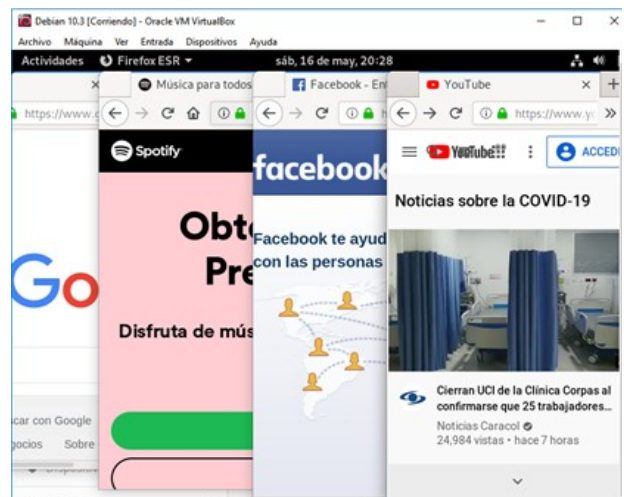 Debian 10.3 [Corriendo] - Oracle VM VirtualBox
Archivo Máquina Ver Entrada Dispositivos Ayuda
Actividades Firefox ESR sáb, 16 de may, 20:28
Música para todos
Facebook -
YouTube
https://www.
https://www.y
Spotify
facebook
YouTube
ACCED
Noticias sobre la COVID-19
Go
Obt
Pre
Disfruta de mús
Facebook te ayud
con las personas
Cierran UCI de la Clínica Corpas al
confirmarse que 25 trabajadores...
Noticias Caracol
24,984 vistas • hace 7 horas
car con Google
gocios Sobre